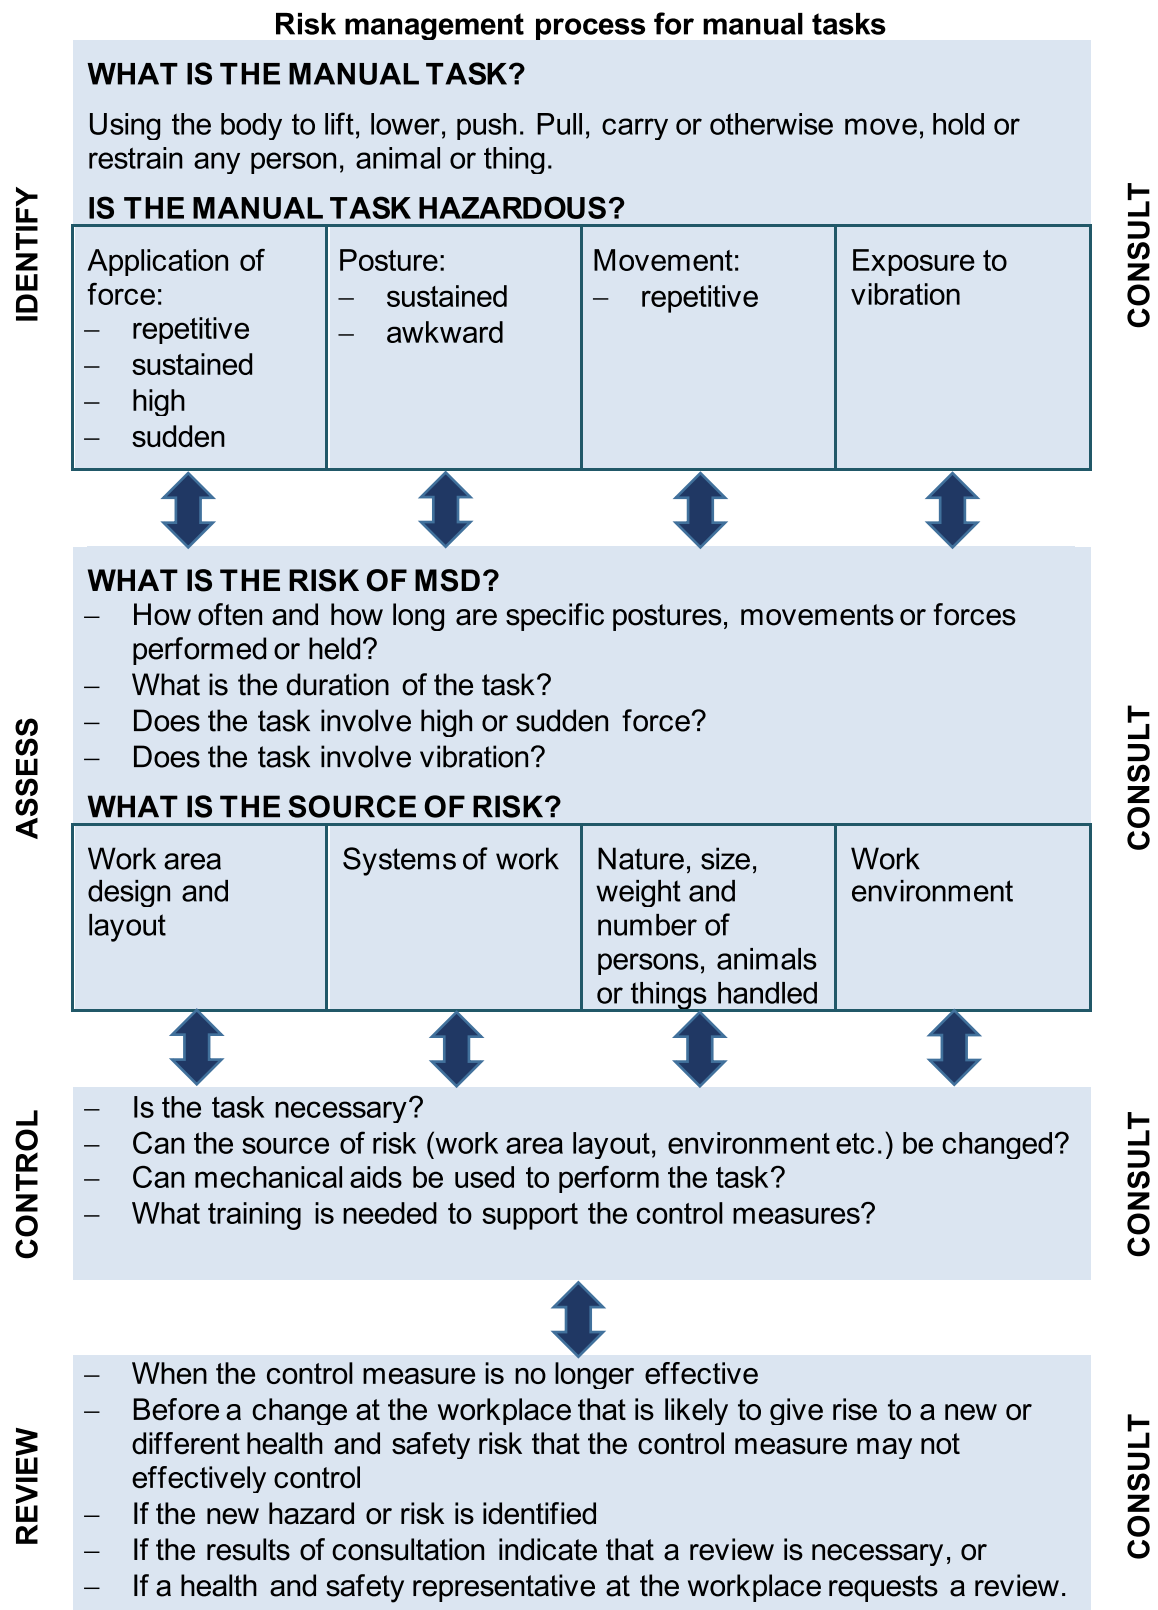 Risk management process for manual tasks
IDENTIFY
WHAT IS THE MANUAL TASK?
Using the body to lift, lower, push. Pull, carry or otherwise move, hold or
restrain any person, animal or thing.
IS THE MANUAL TASK HAZARDOUS?
Application of
force:
– repetitive
– sustained
– high
– sudden
Posture:
– sustained
– awkward
Movement:
– repetitive
Exposure to
vibration
CONSULT
ASSESS
WHAT IS THE RISK OF MSD?
– How often and how long are specific postures, movements or forces
performed or held?
– What is the duration of the task?
– Does the task involve high or sudden force?
– Does the task involve vibration?
WHAT IS THE SOURCE OF RISK?
Work area
design and
layout
Systems of work
Nature, size,
weight and
number of
persons, animals
or things handled
Work
environment
CONSULT
CONTROL
– Is the task necessary?
– Can the source of risk (work area layout, environment etc.) be changed?
– Can mechanical aids be used to perform the task?
– What training is needed to support the control measures?
CONSULT
REVIEW
– When the control measure is no longer effective
– Before a change at the workplace that is likely to give rise to a new or
different health and safety risk that the control measure may not
effectively control
– If the new hazard or risk is identified
– If the results of consultation indicate that a review is necessary, or
– If a health and safety representative at the workplace requests a review.
CONSULT